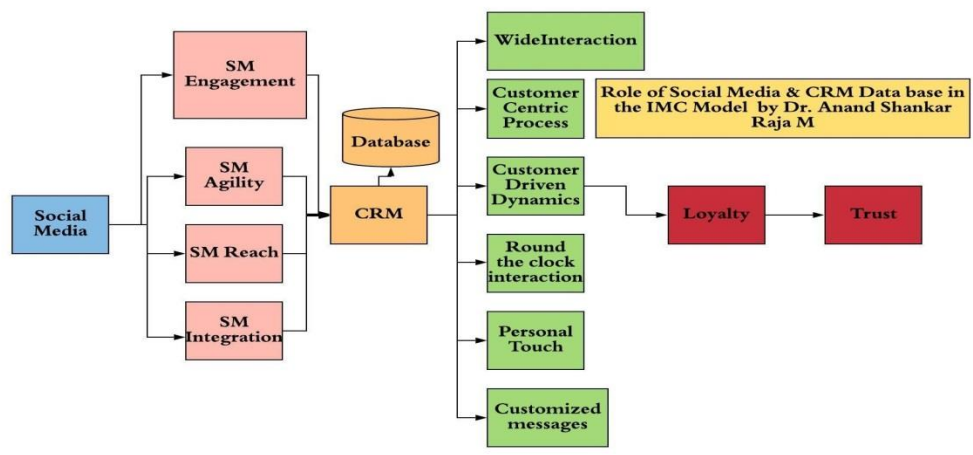 Social
Media
SM
Engagement
SM
Agility
SM Reach
SM
Integration
Database
CRM
WideInteraction
Customer
Centric
Process
Customer
Driven
Dynamics
Round
the clock
interaction
Personal
Touch
Customized
messages
Role of Social Media & CRM Data base in
the IMC Model by Dr. Anand Shankar
Raja M
Loyalty
Trust